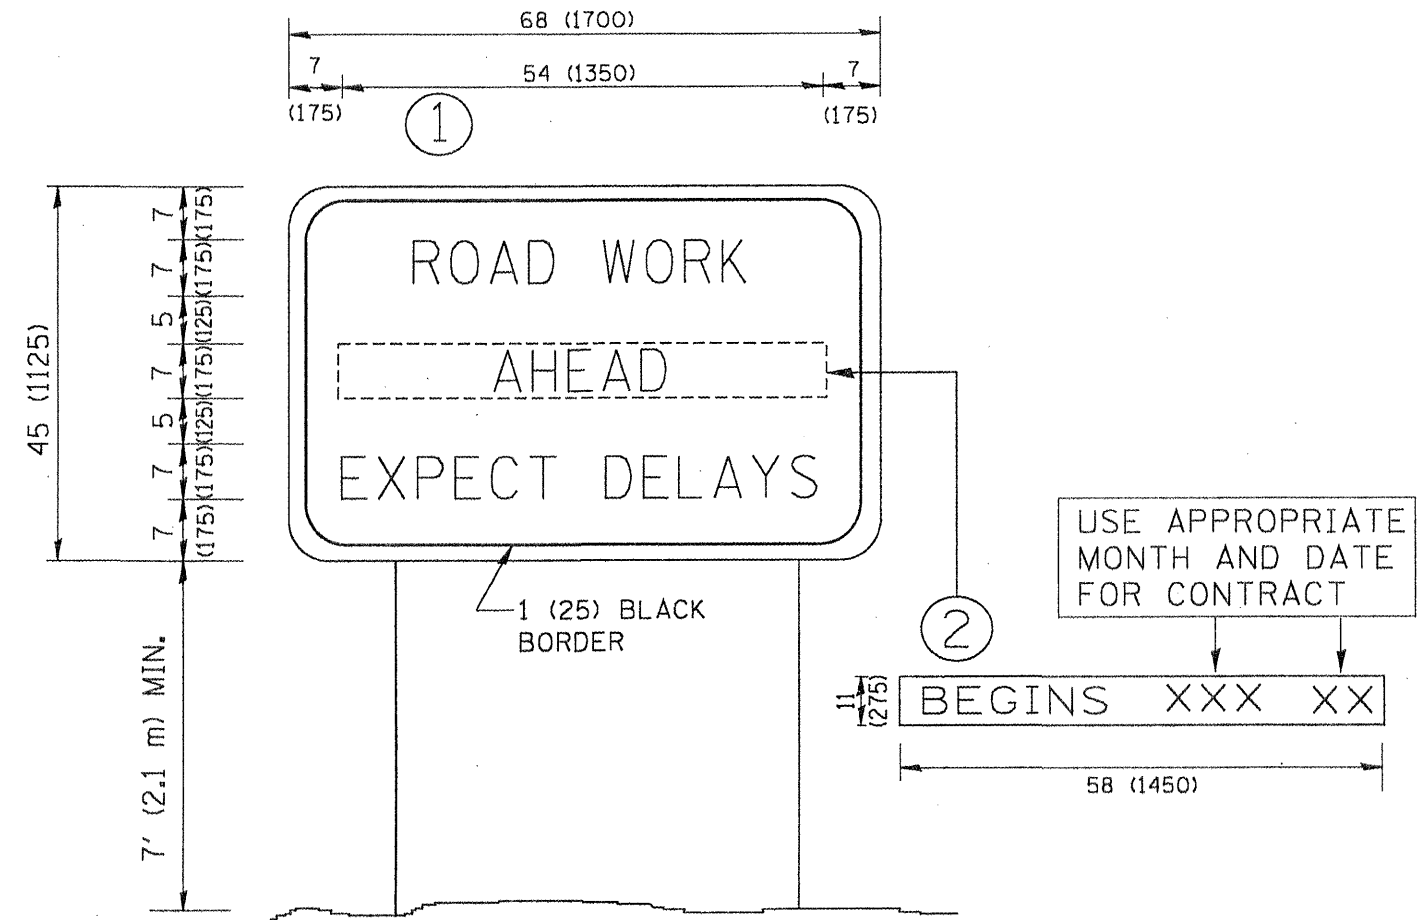 68 (1700)
7
54 (1350)
7
(175)
(175)
1
45 (1125)
7
(175)
7
(175)
5
(125)
7
(175)
5
(125)
7
(175)
7
(175)
ROAD WORK
AHEAD
EXPECT DELAYS
1 (25) BLACK
BORDER
7' (2.1 m) MIN.
2
USE APPROPRIATE
MONTH AND DATE
FOR CONTRACT
11
(275)
BEGINS XXX XX
58 (1450)